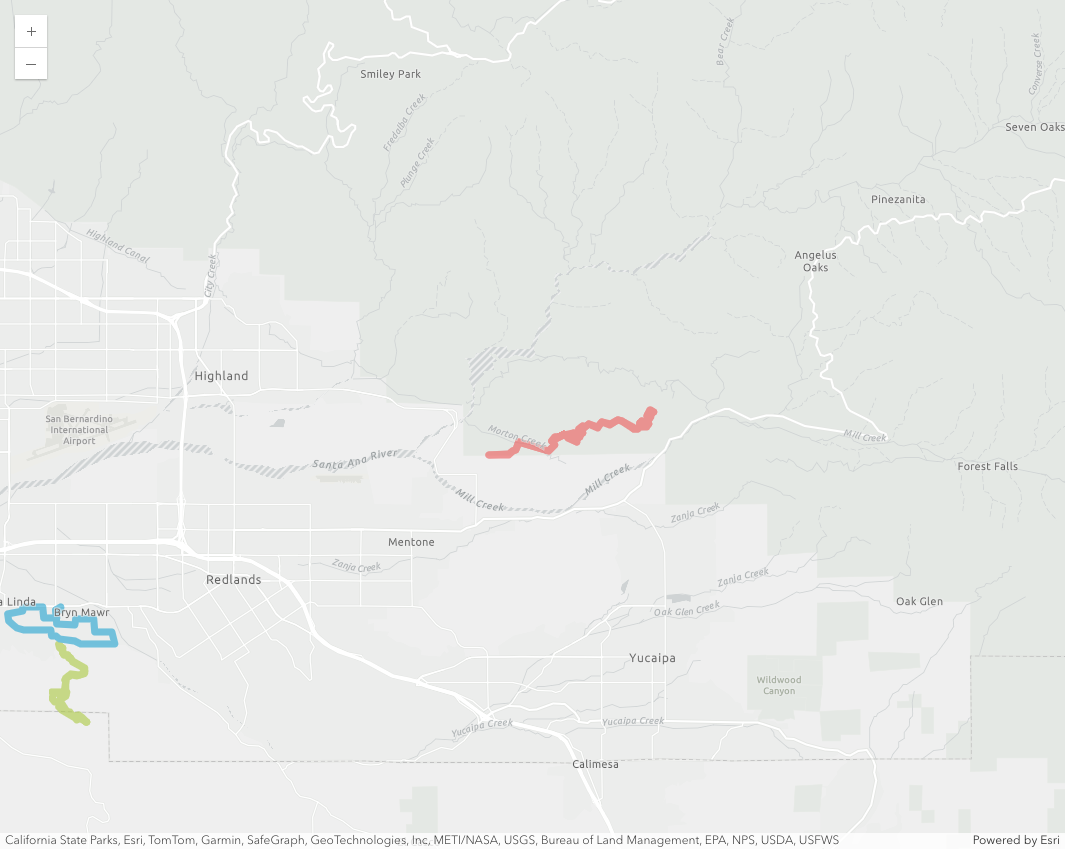 +
−
Smiley Park
Bear Creek
Converse Creek
Fredalba Creek
Plunge Creek
Seven Oaks
Pinezanita
Highland Canal
Angelus
Oaks
City Creek
Highland
San Bernardino
International
Airport
Morton Creek
Mill Creek
Santa Ana River
Forest Falls
Mill Creek
Mill Creek
Zanja Creek
Mentone
Zanja Creek
Redlands
Zanja Creek
a Linda
Bryn Mawr
Oak Glen Creek
Oak Glen
Yucaipa
Wildwood
Canyon
Yucaipa Creek
Yucaipa Creek
Calimesa
California State Parks, Esri, TomTom, Garmin, SafeGraph, GeoTechnologies, Inc, METI/NASA, USGS, Bureau of Land Management, EPA, NPS, USDA, USFWS
Powered by Esri